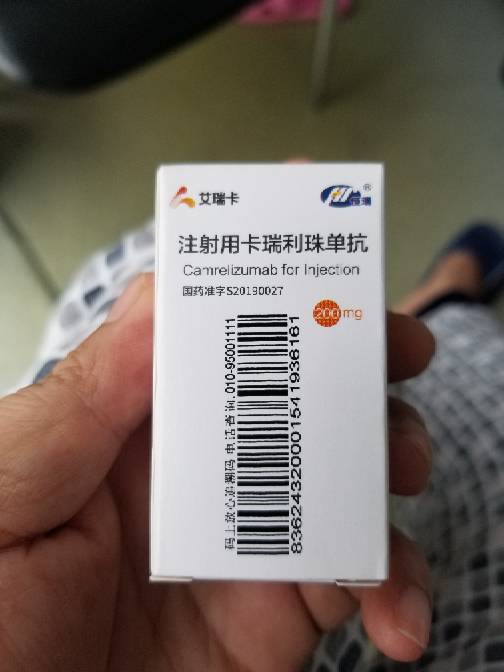 艾瑞卡
恒瑞
注射用卡瑞利珠单抗
Camrelizumab for Injection
国药准字S20190027
200mg
码上放心追溯码 电话咨询:010-95001111
83624320001541936161